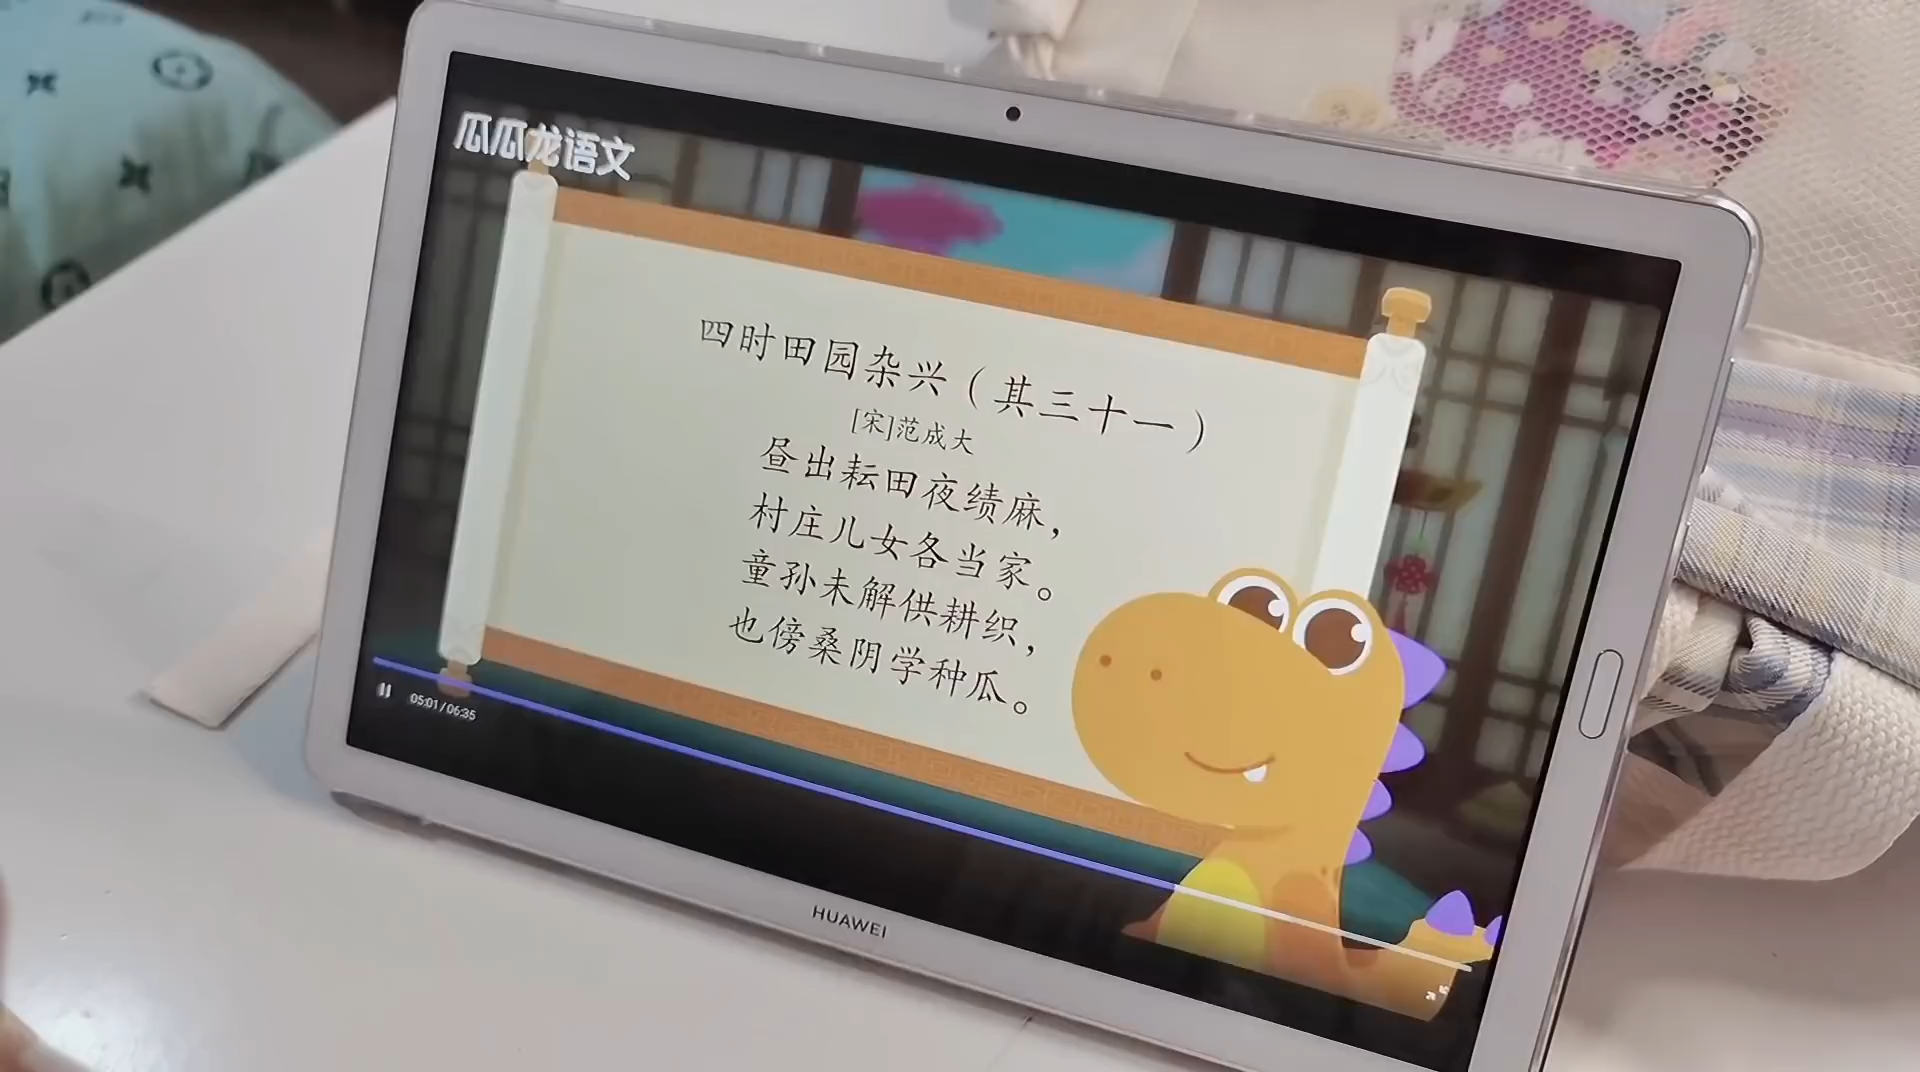 瓜瓜龙语文
四时田园杂兴（其三十一）
[宋]范成大
昼出耘田夜绩麻，
村庄儿女各当家。
童孙未解供耕织，
也傍桑阴学种瓜。
05:01 / 06:35
HUAWEI